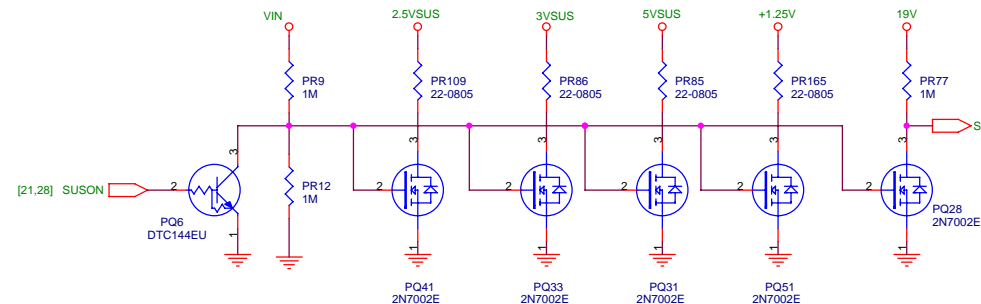 VIN
2.5VSUS
3VSUS
5VSUS
+1.25V
19V
PR9
1M
PR109
22-0805
PR86
22-0805
PR85
22-0805
PR165
22-0805
PR77
1M
S
3
3
3
3
3
3
[21,28] SUSON
2
PR12
1M
2
2
2
2
2
PQ6
DTC144EU
PQ28
2N7002E
1
1
1
1
1
1
PQ41
2N7002E
PQ33
2N7002E
PQ31
2N7002E
PQ51
2N7002E